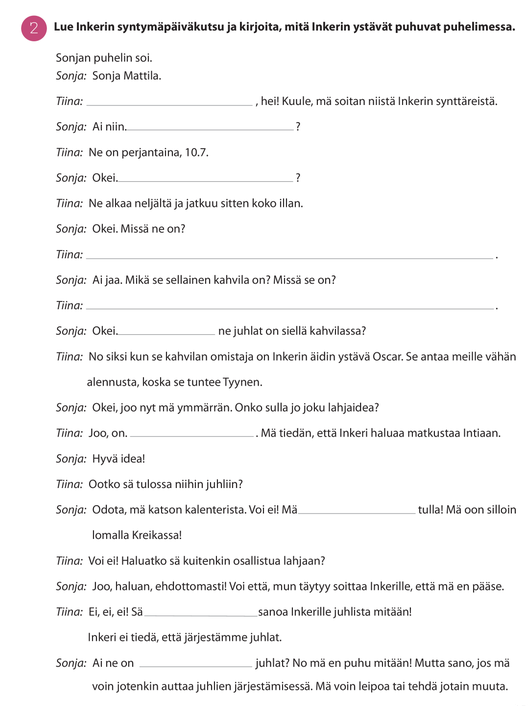 2 Lue Inkerin syntymäpäiväkutsu ja kirjoita, mitä Inkerin ystävät puhuvat puhelimessa.
Sonjan puhelin soi.
Sonja: Sonja Mattila.
Tiina: , hei! Kuule, mä soitan niistä Inkerin synttäreistä.
Sonja: Ai niin. ?
Tiina: Ne on perjantaina, 10.7.
Sonja: Okei. ?
Tiina: Ne alkaa neljältä ja jatkuu sitten koko illan.
Sonja: Okei. Missä ne on?
Tiina: .
Sonja: Ai jaa. Mikä se sellainen kahvila on? Missä se on?
Tiina: .
Sonja: Okei. ne juhlat on siellä kahvilassa?
Tiina: No siksi kun se kahvilan omistaja on Inkerin äidin ystävä Oscar. Se antaa meille vähän
alennusta, koska se tuntee Tyynen.
Sonja: Okei, joo nyt mä ymmärrän. Onko sulla jo joku lahjaidea?
Tiina: Joo, on. . Mä tiedän, että Inkeri haluaa matkustaa Intiaan.
Sonja: Hyvä idea!
Tiina: Ootko sä tulossa niihin juhliin?
Sonja: Odota, mä katson kalenterista. Voi ei! Mä tulla! Mä oon silloin
lomalla Kreikassa!
Tiina: Voi ei! Haluatko sä kuitenkin osallistua lahjaan?
Sonja: Joo, haluan, ehdottomasti! Voi että, mun täytyy soittaa Inkerille, että mä en pääse.
Tiina: Ei, ei, ei! Sä sanoa Inkerille juhlista mitään!
Inkeri ei tiedä, että järjestämme juhlat.
Sonja: Ai ne on juhlat? No mä en puhu mitään! Mutta sano, jos mä
voin jotenkin auttaa juhlien järjestämisessä. Mä voin leipoa tai tehdä jotain muuta.